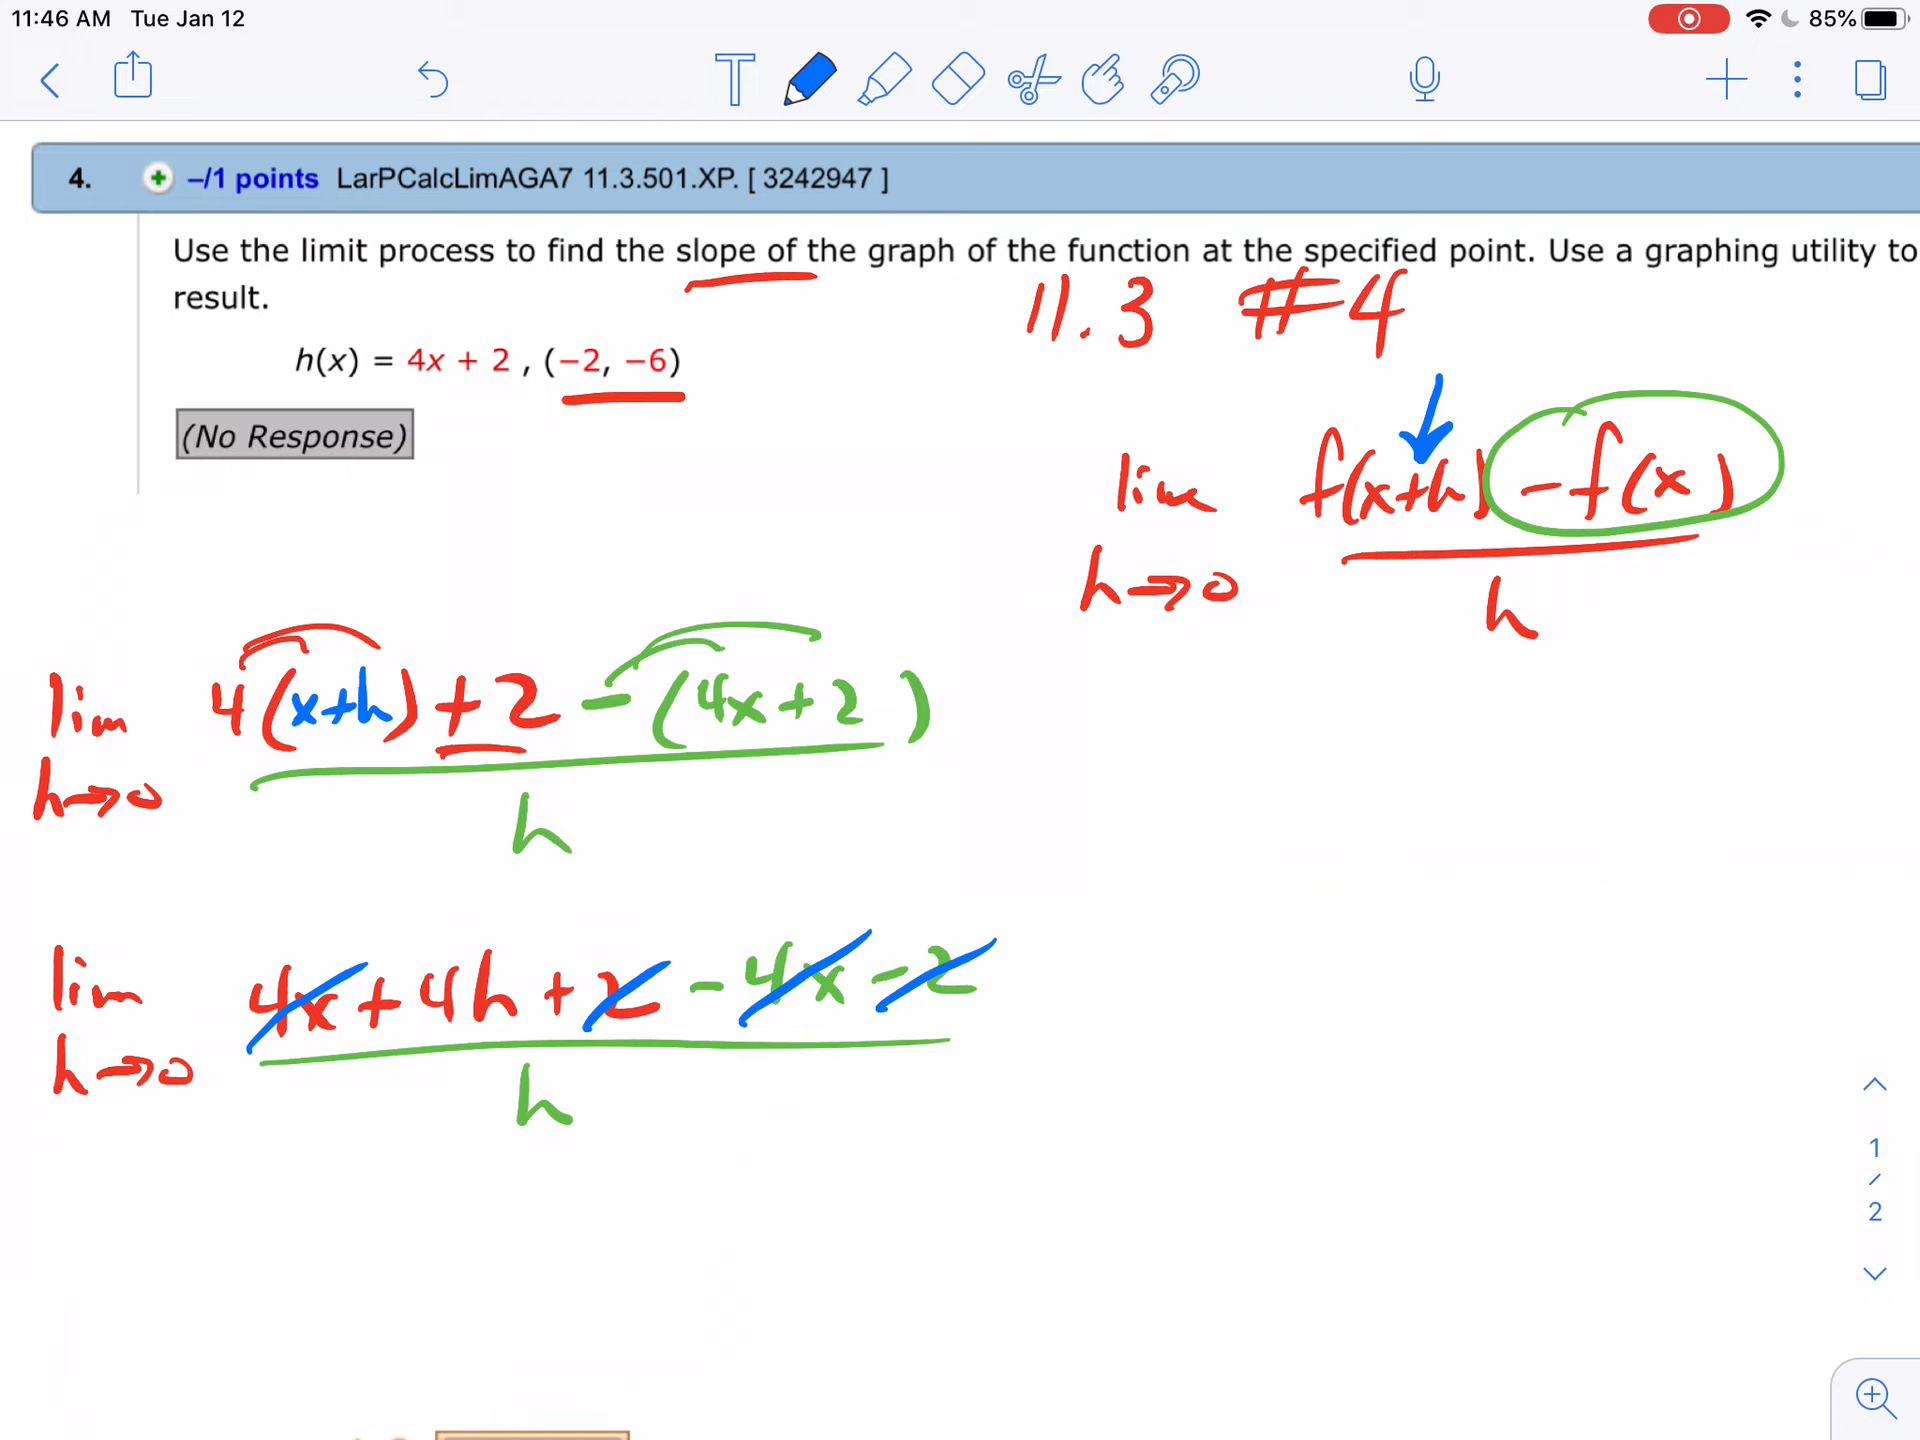 11:46 AM Tue Jan 12
85%
4. –/1 points LarPCalcLimAGA7 11.3.501.XP. [ 3242947 ]
Use the limit process to find the slope of the graph of the function at the specified point. Use a graphing utility to
result.
11.3 #4
h(x) = 4x + 2 , (−2, −6)
(No Response)
lim f(x+h) - f(x)
h→0 h
lim 4(x+h) + 2 - (4x+2)
h→0 h
lim 4x + 4h + 2 - 4x - 2
h→0 h
1
/
2